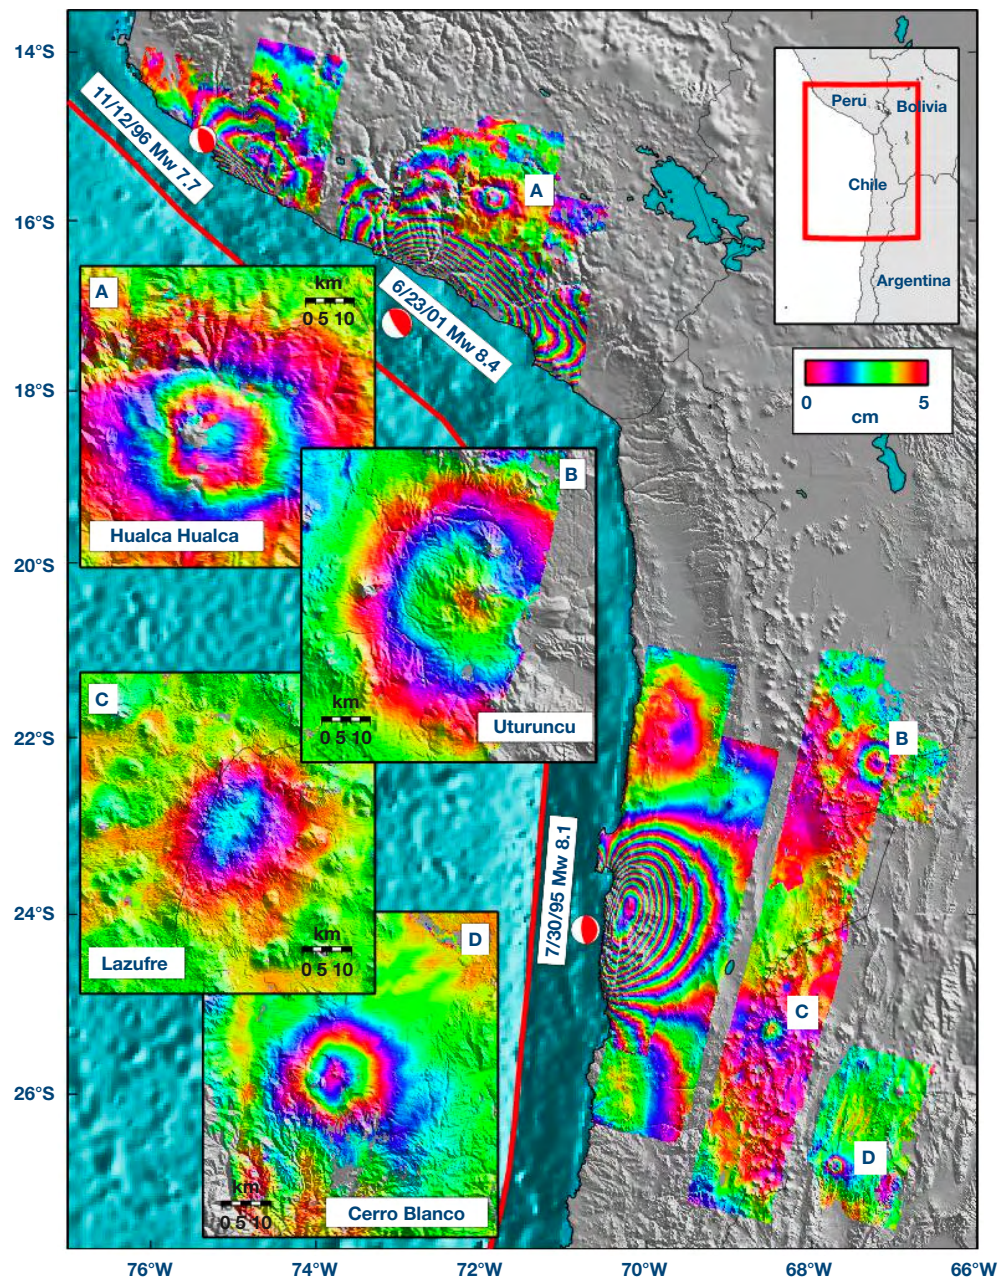 14°S
16°S
18°S
20°S
22°S
24°S
26°S
76°W
74°W
72°W
70°W
68°W
66°W
11/12/96 Mw 7.7
6/23/01 Mw 8.4
7/30/95 Mw 8.1
A
B
C
D
Peru
Bolivia
Chile
Argentina
0
5
cm
A
km
0 5 10
Hualca Hualca
B
km
0 5 10
Uturuncu
C
km
0 5 10
Lazufre
D
km
0 5 10
Cerro Blanco